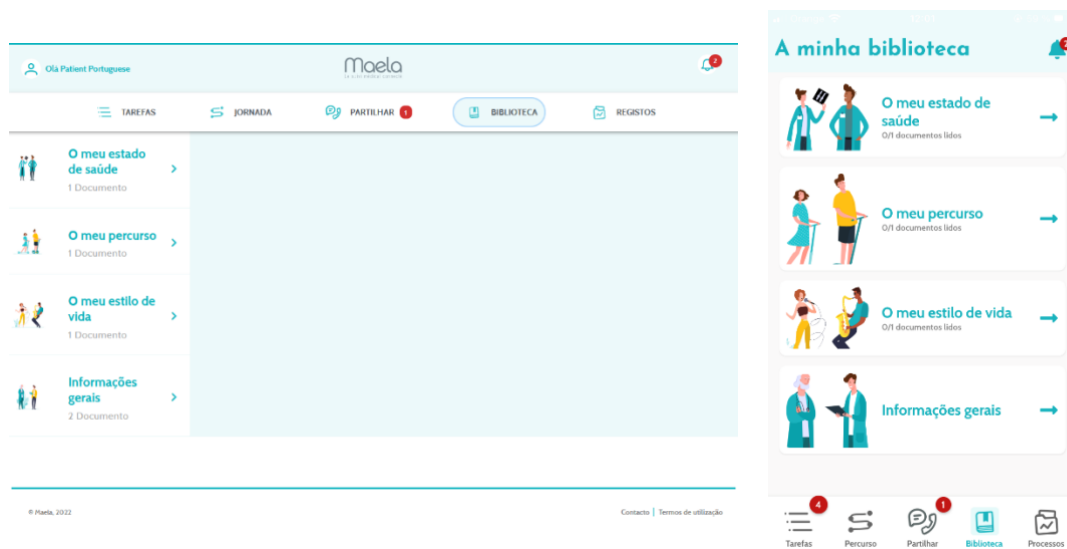 Olá Patient Portuguese
Maela
2
TAREFAS
JORNADA
PARTILHAR 1
BIBLIOTECA
REGISTOS
O meu estado
de saúde
1 Documento
O meu percurso
1 Documento
O meu estilo de
vida
1 Documento
Informações
gerais
2 Documento
© Maela, 2022
Contacto | Termos de utilização
A minha biblioteca
2
O meu estado de
saúde
0/1 documentos lidos
O meu percurso
0/1 documentos lidos
O meu estilo de vida
0/1 documentos lidos
Informações gerais
4
1
Tarefas
Percurso
Partilhar
Biblioteca
Processos